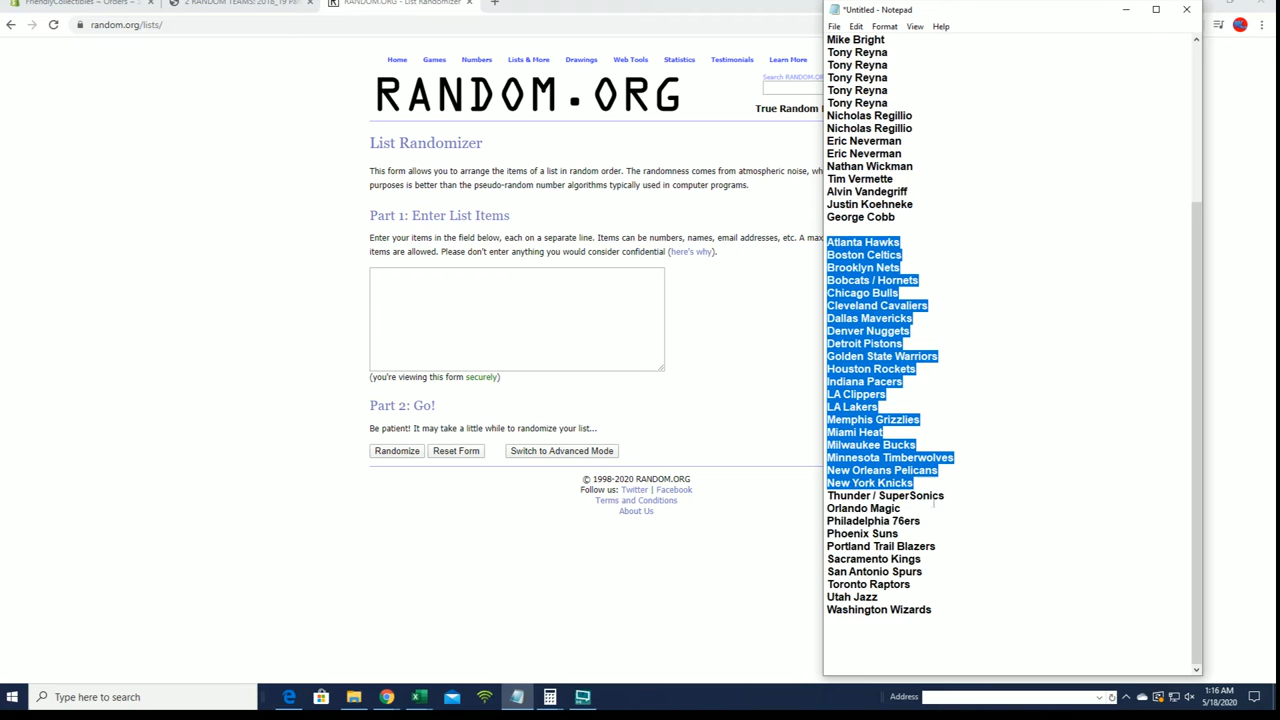 FriendlyCollectibles ~ Orders ~
2 RANDOM TEAMS: 2018_19 Pani
RANDOM.ORG - List Randomizer
random.org/lists/
*Untitled - Notepad
File Edit Format View Help
Home Games Numbers Lists & More Drawings Web Tools Statistics Testimonials Learn More
RANDOM.ORG
Search RANDOM.OR
True Random
List Randomizer
This form allows you to arrange the items of a list in random order. The randomness comes from atmospheric noise, wh
purposes is better than the pseudo-random number algorithms typically used in computer programs.
Part 1: Enter List Items
Enter your items in the field below, each on a separate line. Items can be numbers, names, email addresses, etc. A max
items are allowed. Please don't enter anything you would consider confidential (here's why).
(you're viewing this form securely)
Part 2: Go!
Be patient! It may take a little while to randomize your list...
Randomize Reset Form Switch to Advanced Mode
© 1998-2020 RANDOM.ORG
Follow us: Twitter | Facebook
Terms and Conditions
About Us
Mike Bright
Tony Reyna
Tony Reyna
Tony Reyna
Tony Reyna
Tony Reyna
Nicholas Regillio
Nicholas Regillio
Eric Neverman
Eric Neverman
Nathan Wickman
Tim Vermette
Alvin Vandegriff
Justin Koehneke
George Cobb
Atlanta Hawks
Boston Celtics
Brooklyn Nets
Bobcats / Hornets
Chicago Bulls
Cleveland Cavaliers
Dallas Mavericks
Denver Nuggets
Detroit Pistons
Golden State Warriors
Houston Rockets
Indiana Pacers
LA Clippers
LA Lakers
Memphis Grizzlies
Miami Heat
Milwaukee Bucks
Minnesota Timberwolves
New Orleans Pelicans
New York Knicks
Thunder / SuperSonics
Orlando Magic
Philadelphia 76ers
Phoenix Suns
Portland Trail Blazers
Sacramento Kings
San Antonio Spurs
Toronto Raptors
Utah Jazz
Washington Wizards
Type here to search
Address
1:16 AM
5/18/2020